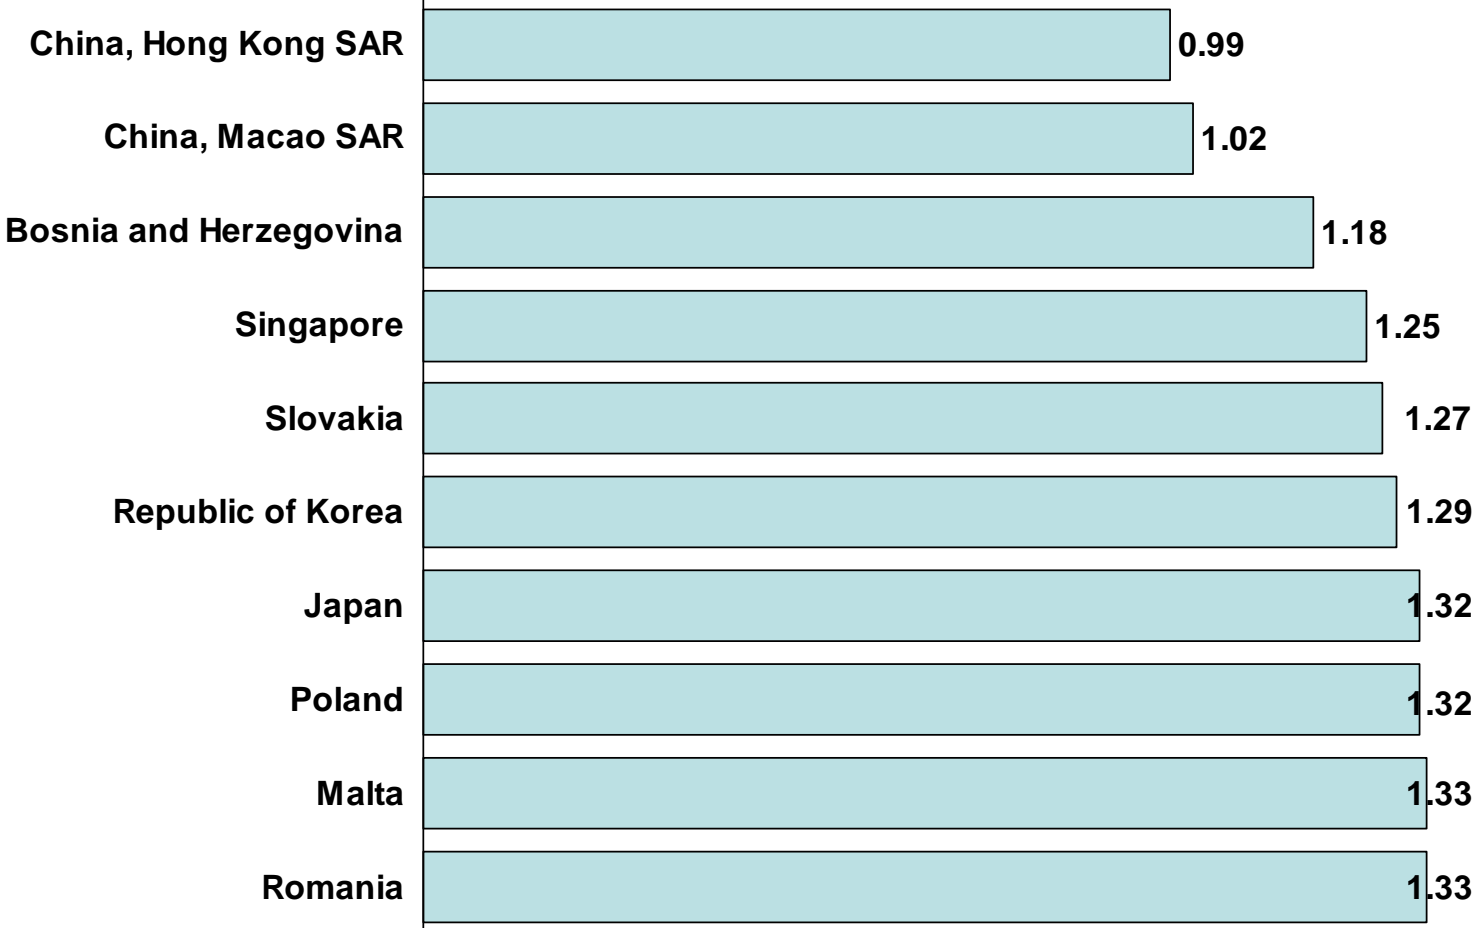 China, Hong Kong SAR 0.99
China, Macao SAR 1.02
Bosnia and Herzegovina 1.18
Singapore 1.25
Slovakia 1.27
Republic of Korea 1.29
Japan 1.32
Poland 1.32
Malta 1.33
Romania 1.33